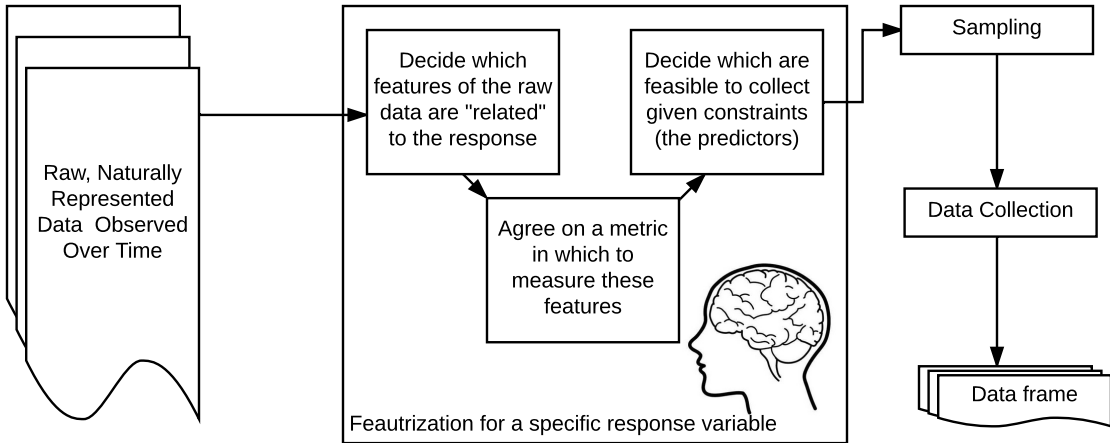 Raw, Naturally
Represented
Data  Observed
Over Time
Decide which
features of the raw
data are "related"
to the response
Agree on a metric
in which to
measure these
features
Decide which are
feasible to collect
given constraints
(the predictors)
Feautrization for a specific response variable
Sampling
Data Collection
Data frame